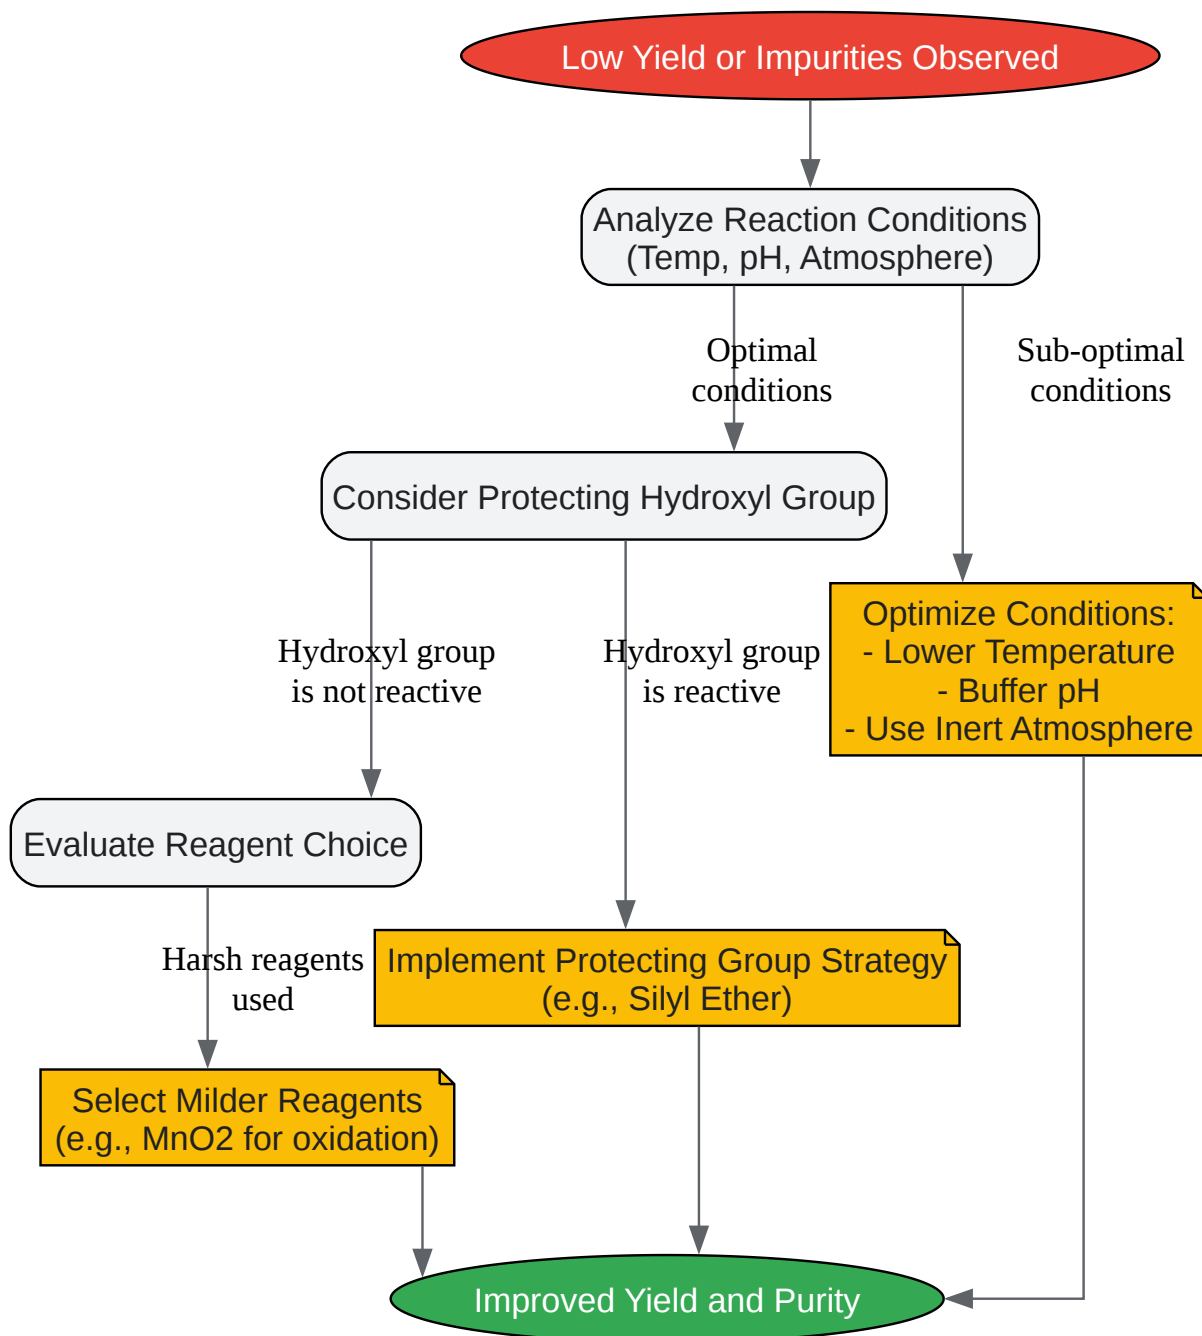 Low Yield or Impurities Observed
Analyze Reaction Conditions
(Temp, pH, Atmosphere)
Optimal
conditions
Sub-optimal
conditions
Consider Protecting Hydroxyl Group
Optimize Conditions:
- Lower Temperature
- Buffer pH
- Use Inert Atmosphere
Hydroxyl group
is not reactive
Hydroxyl group
is reactive
Evaluate Reagent Choice
Harsh reagents
used
Implement Protecting Group Strategy
(e.g., Silyl Ether)
Select Milder Reagents
(e.g., MnO2 for oxidation)
Improved Yield and Purity